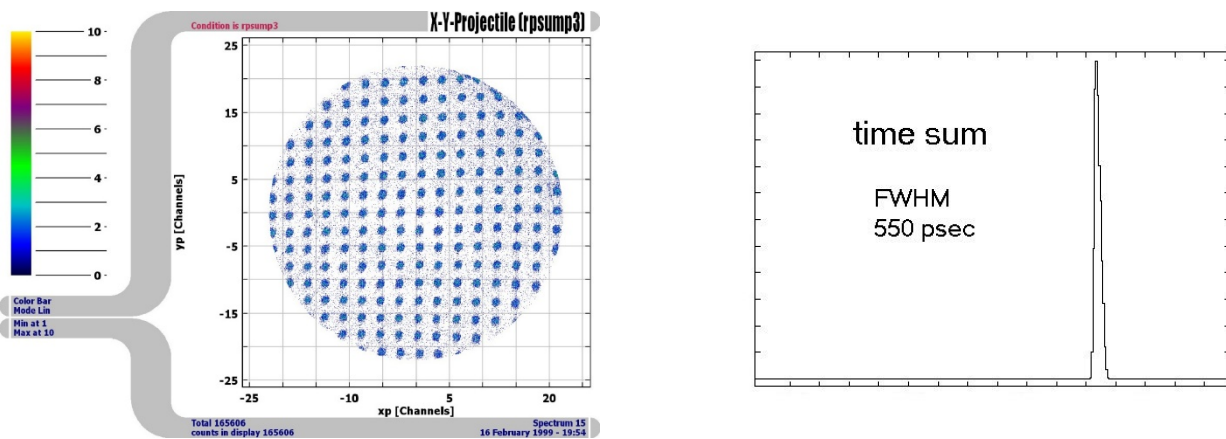 Condition is rpsump3
X-Y-Projectile (rpsump3)
10
8
6
4
2
0
Color Bar
Mode Lin
Min at 1
Max at 10
yp [Channels]
25
15
5
-5
-15
-25
-25
-10
5
20
xp [Channels]
Total 165606
counts in display 165606
Spectrum 15
16 February 1999 - 19:54
time sum
FWHM
550 psec